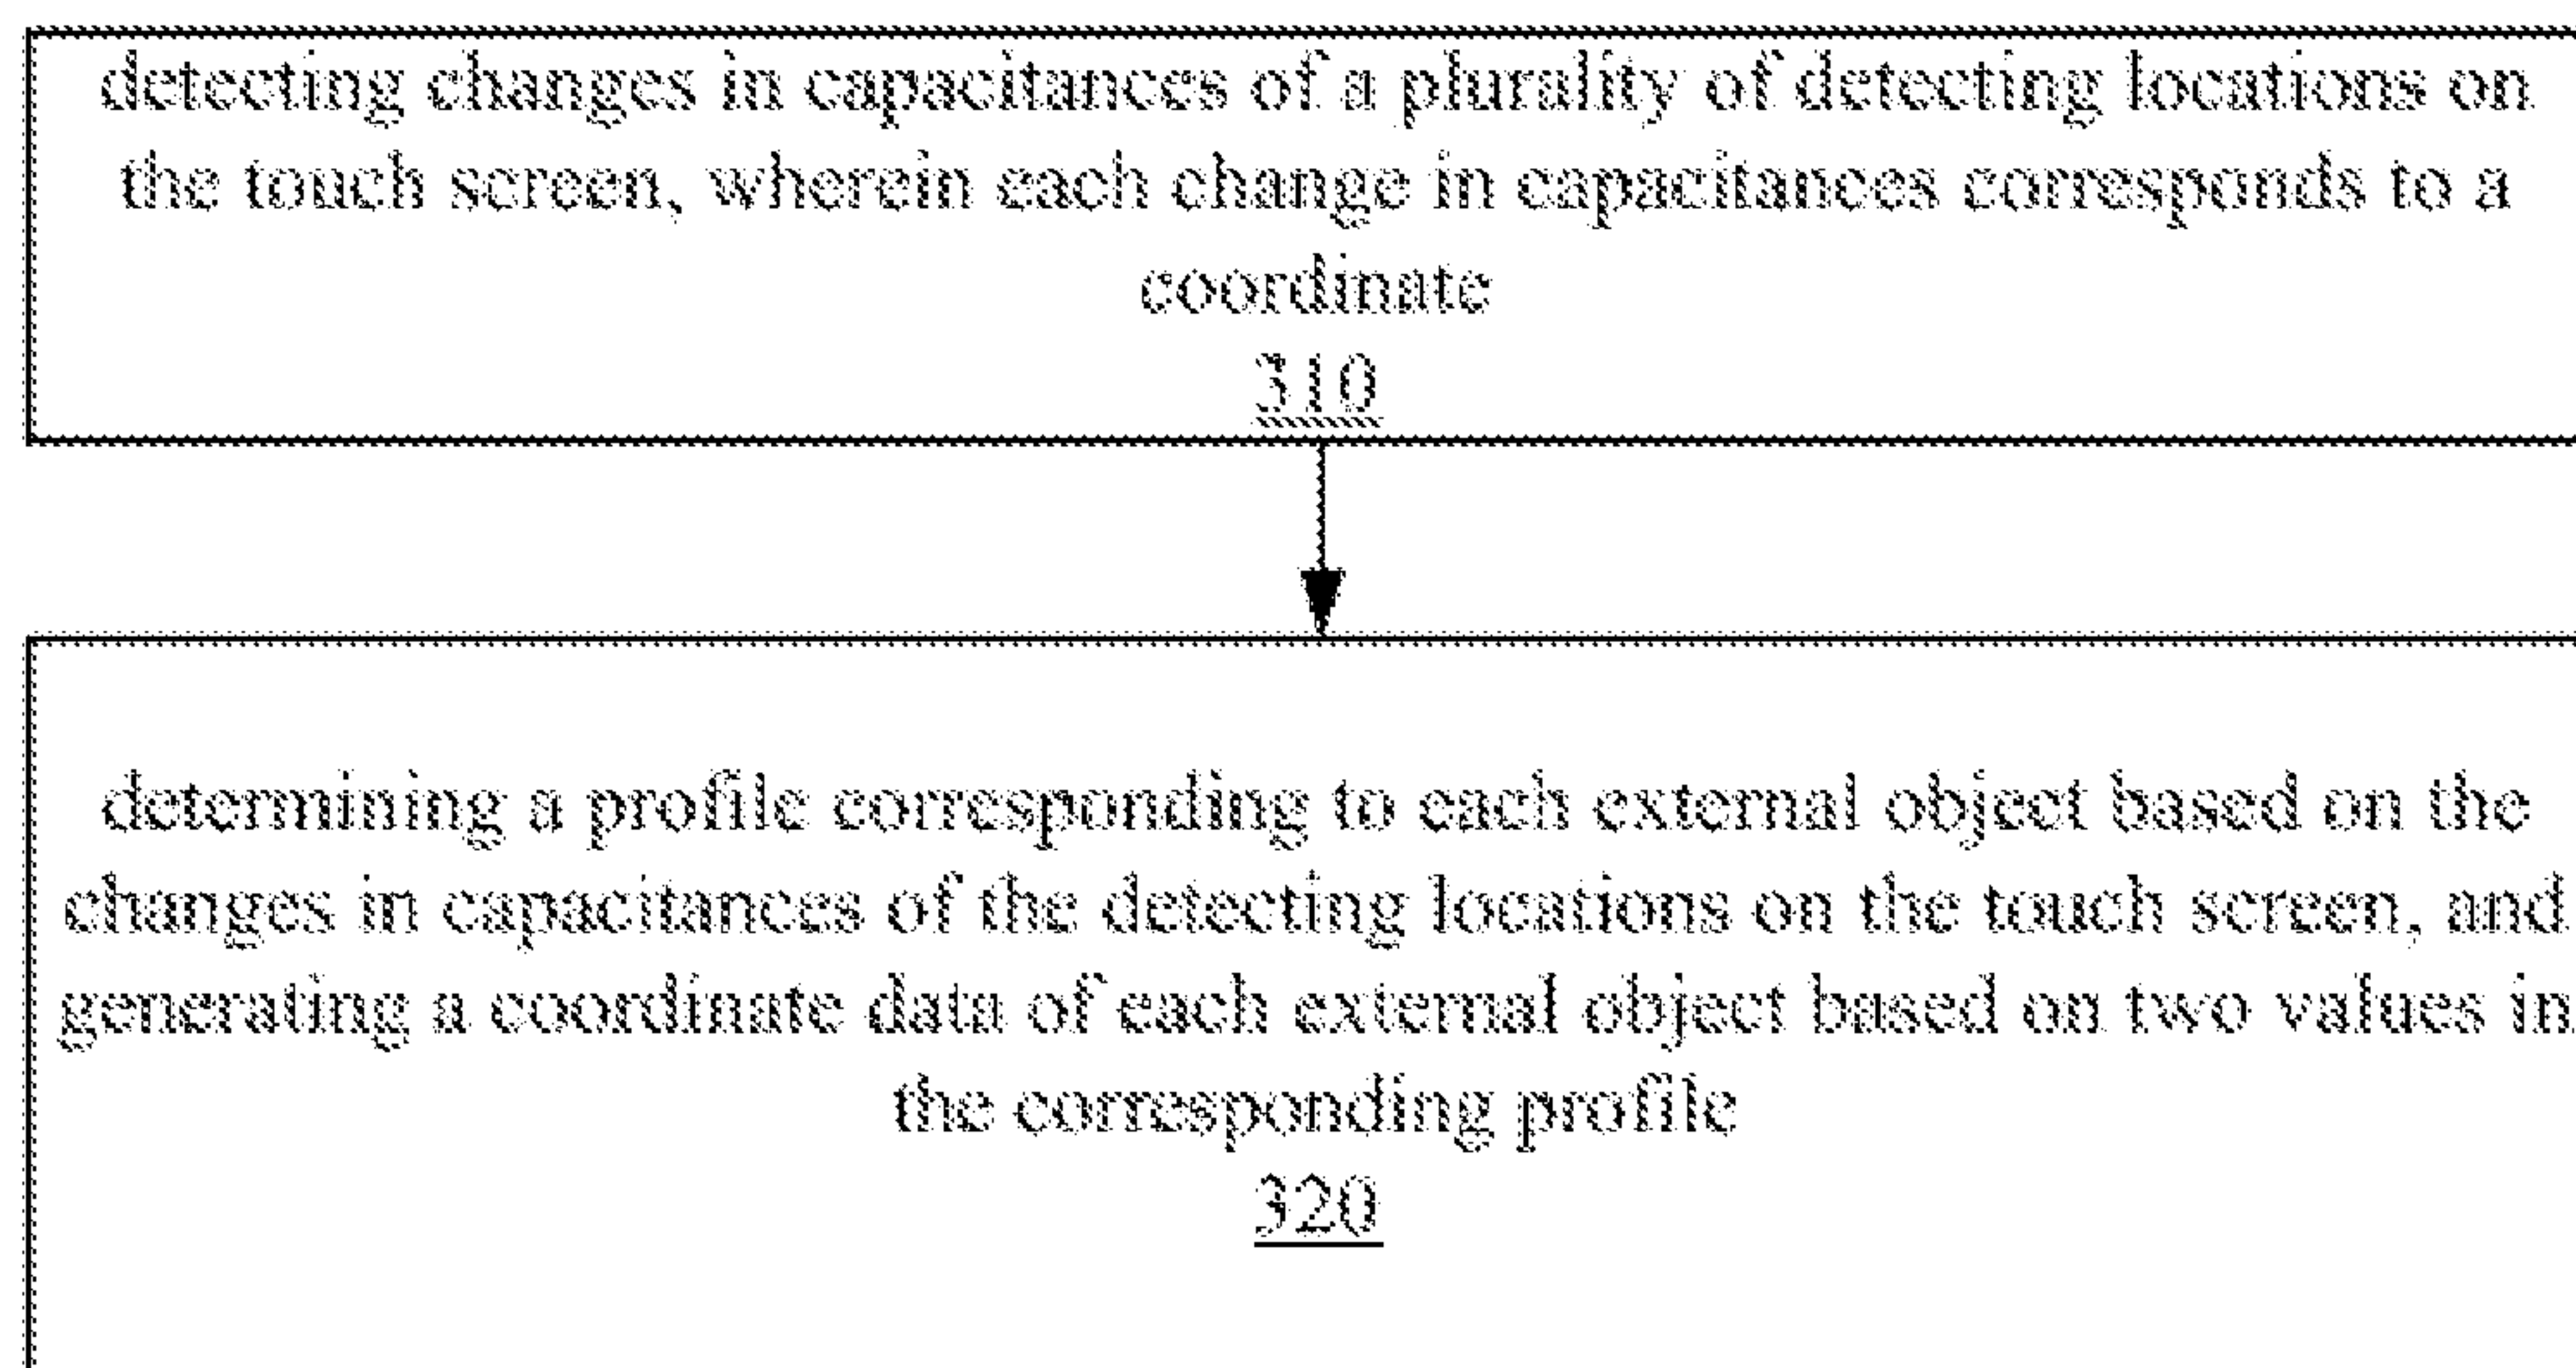 detecting changes in capacitances of a plurality of detecting locations on
the touch screen, wherein each change in capacitances corresponds to a
coordinate
310
determining a profile corresponding to each external object based on the
changes in capacitances of the detecting locations on the touch screen, and
generating a coordinate data of each external object based on two values in
the corresponding profile
320